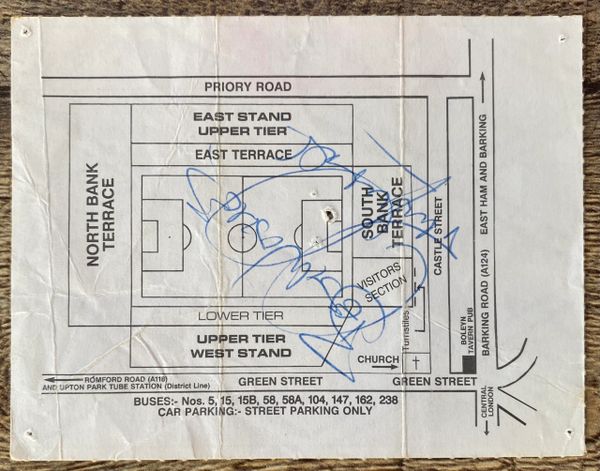 PRIORY ROAD
EAST STAND
UPPER TIER
EAST TERRACE
NORTH BANK
TERRACE
SOUTH
BANK
TERRACE
VISITORS
SECTION
CASTLE STREET
EAST HAM AND BARKING
BARKING ROAD (A124)
BOLEYN
TAVERN PUB
Turnstiles
LOWER TIER
UPPER TIER
WEST STAND
CHURCH
ROMFORD ROAD (A118)
AND UPTON PARK TUBE STATION (District Line)
GREEN STREET
GREEN STREET
CENTRAL
LONDON
BUSES:- Nos. 5, 15, 15B, 58, 58A, 104, 147, 162, 238
CAR PARKING:- STREET PARKING ONLY